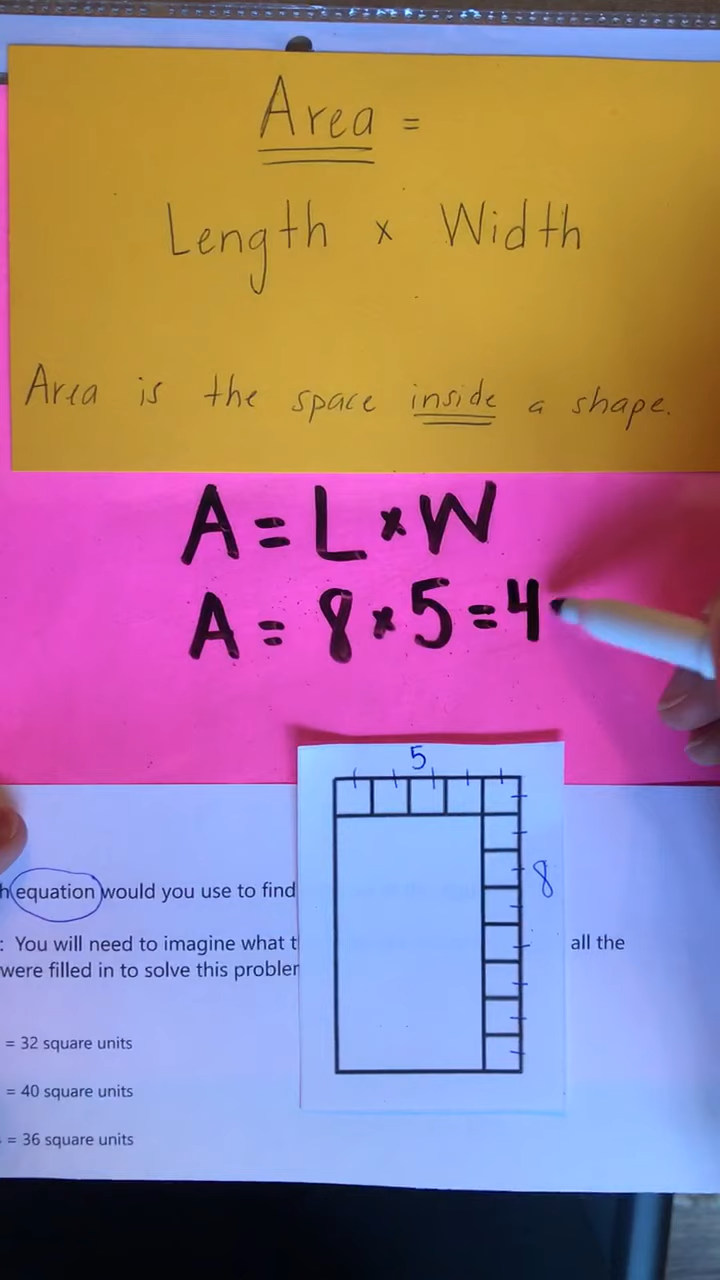 Area =
Length x Width
Area is the space inside a shape.
A = L x W
A = 8 x 5 = 4
5
8
h equation would you use to find
: You will need to imagine what t all the
were filled in to solve this probler
= 32 square units
= 40 square units
= 36 square units